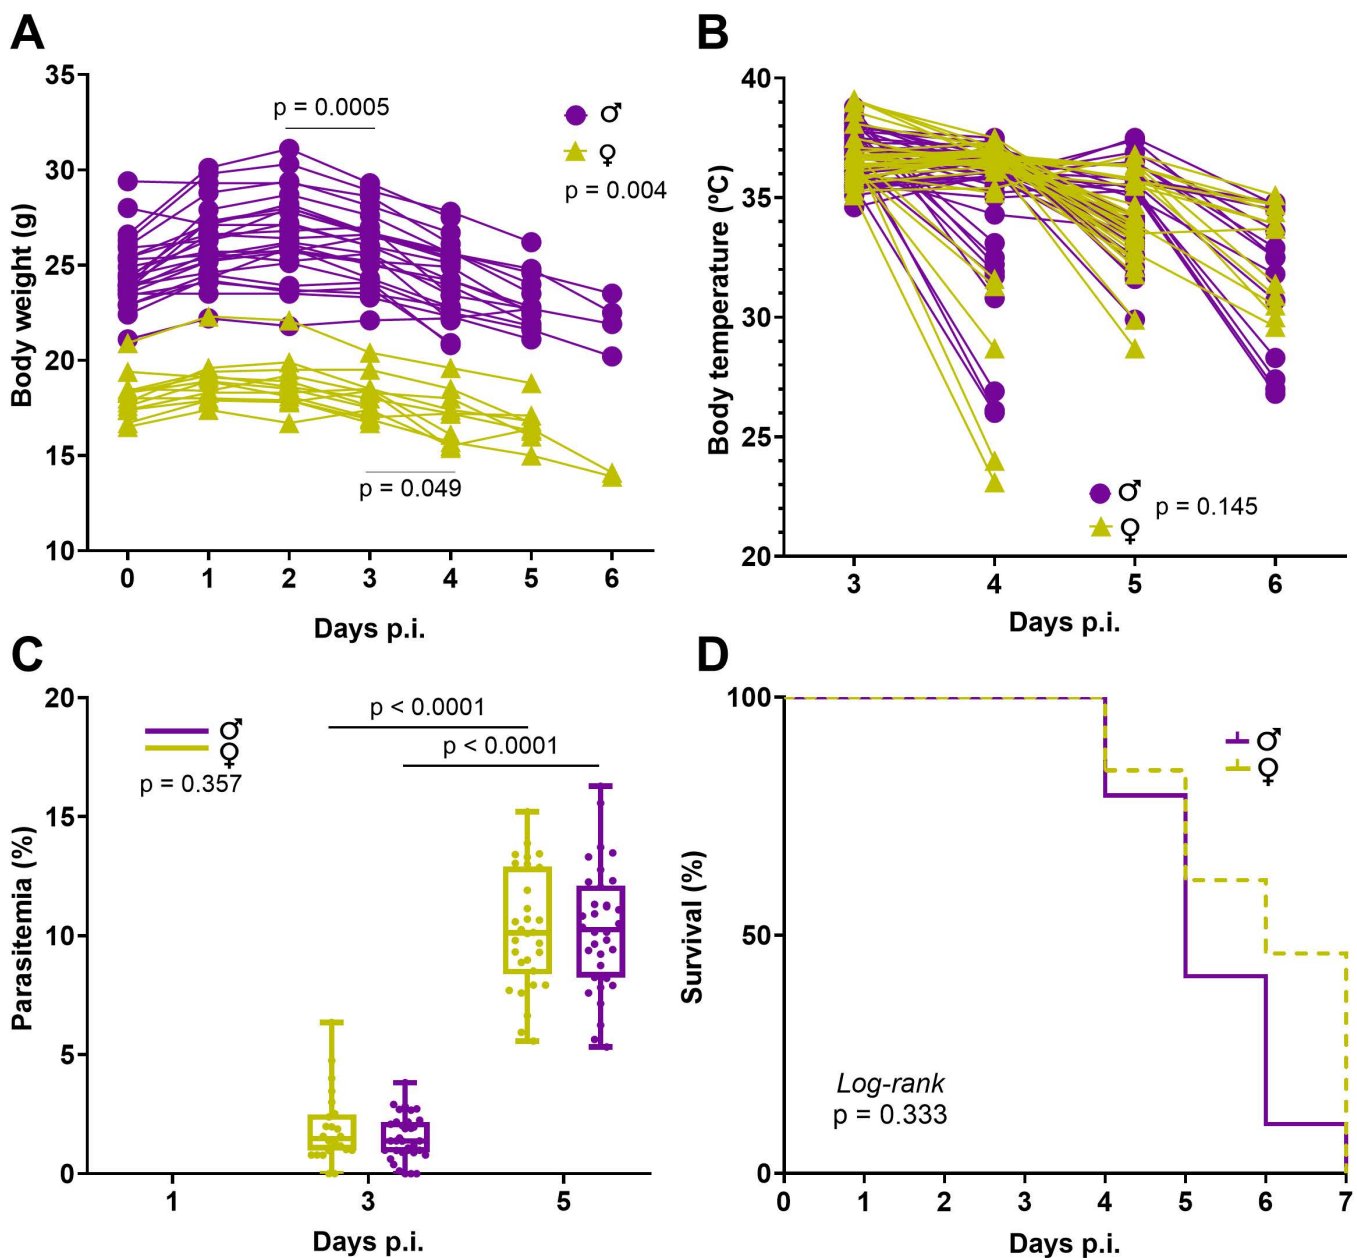 A
35
30
25
20
15
10
Body weight (g)
p = 0.0005
♂
♀
p = 0.004
p = 0.049
0 1 2 3 4 5 6
Days p.i.
B
40
35
30
25
20
Body temperature (ºC)
♂
♀
p = 0.145
3 4 5 6
Days p.i.
C
20
15
10
5
0
Parasitemia (%)
♂
♀
p = 0.357
p < 0.0001
p < 0.0001
1 3 5
Days p.i.
D
100
50
0
Survival (%)
♂
♀
Log-rank
p = 0.333
0 1 2 3 4 5 6 7
Days p.i.